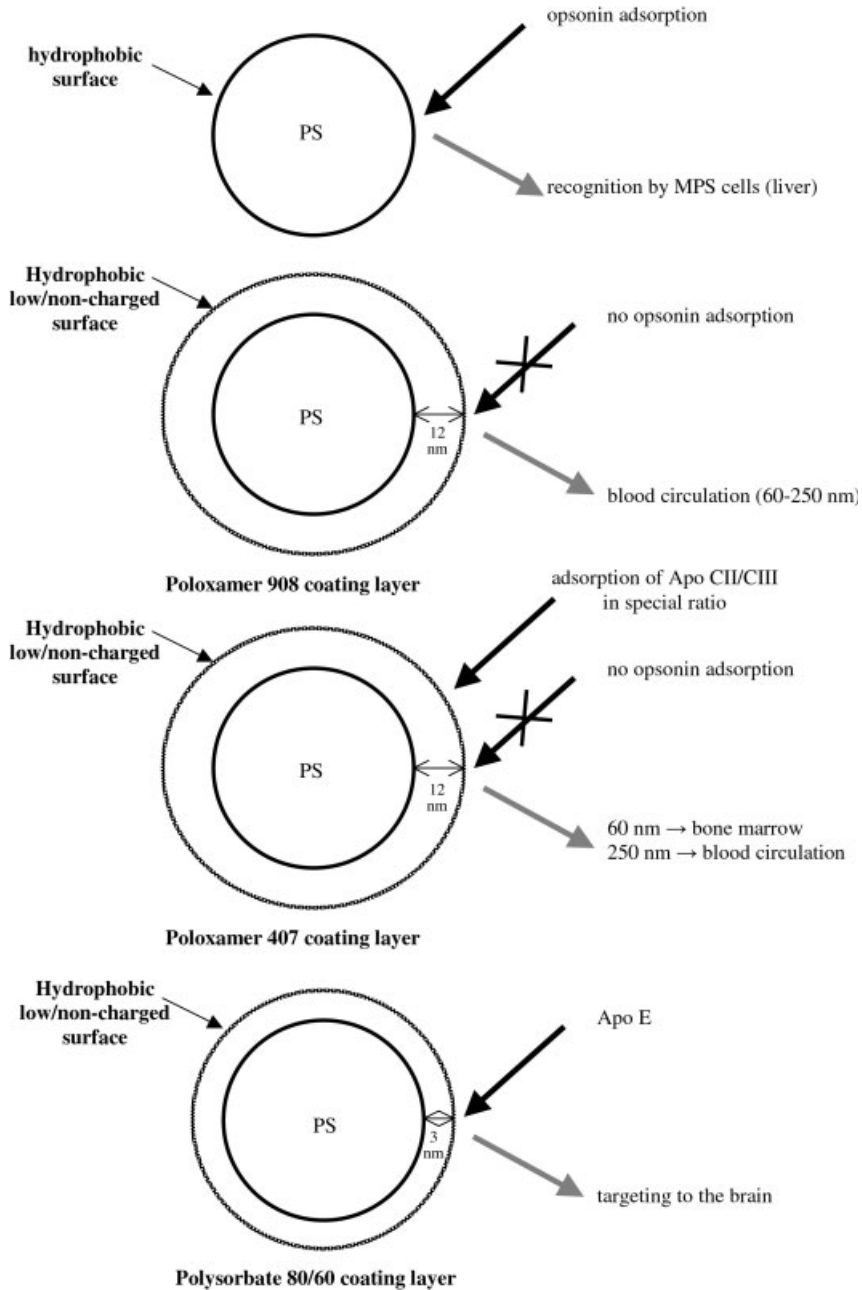 opsonin adsorption
hydrophobic
surface
PS
recognition by MPS cells (liver)
Hydrophobic
low/non-charged
surface
no opsonin adsorption
PS
12
nm
blood circulation (60-250 nm)
Poloxamer 908 coating layer
adsorption of Apo CII/CIII
in special ratio
Hydrophobic
low/non-charged
surface
no opsonin adsorption
PS
12
nm
60 nm → bone marrow
250 nm → blood circulation
Poloxamer 407 coating layer
Hydrophobic
low/non-charged
surface
Apo E
PS
3
nm
targeting to the brain
Polysorbate 80/60 coating layer